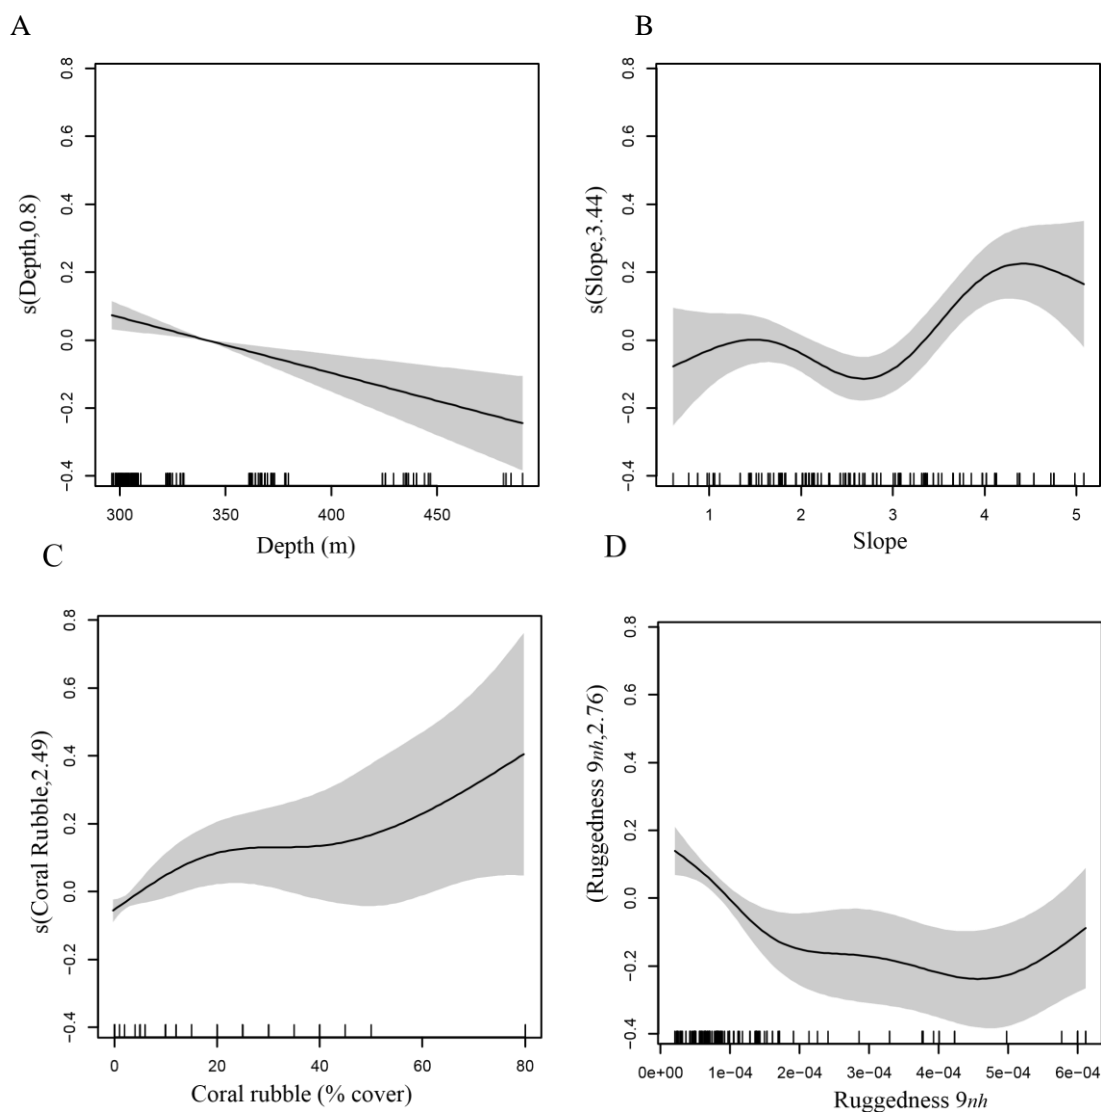 A
B
0.8
0.6
0.4
0.2
0.0
−0.2
−0.4
s(Depth,0.8)
300
350
400
450
Depth (m)
0.8
0.6
0.4
0.2
0.0
−0.2
−0.4
s(Slope,3.44)
1
2
3
4
5
Slope
C
D
0.8
0.6
0.4
0.2
0.0
−0.2
−0.4
s(Coral Rubble,2.49)
0
20
40
60
80
Coral rubble (% cover)
0.8
0.6
0.4
0.2
0.0
−0.2
−0.4
(Ruggedness 9nh,2.76)
0e+00
1e−04
2e−04
3e−04
4e−04
5e−04
6e−04
Ruggedness 9nh